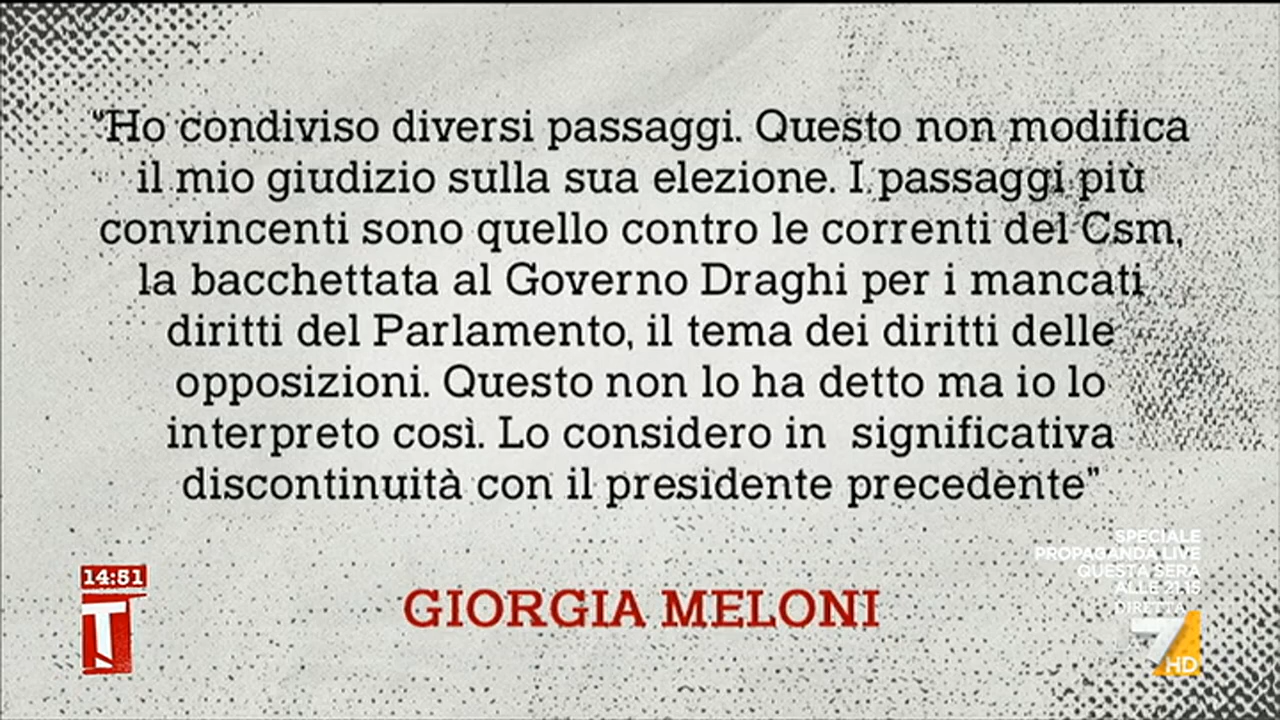 "Ho condiviso diversi passaggi. Questo non modifica
il mio giudizio sulla sua elezione. I passaggi più
convincenti sono quello contro le correnti del Csm,
la bacchettata al Governo Draghi per i mancati
diritti del Parlamento, il tema dei diritti delle
opposizioni. Questo non lo ha detto ma io lo
interpreto così. Lo considero in  significativa
discontinuità con il presidente precedente"
GIORGIA MELONI
14:51
T
SPECIALE
PROPAGANDA LIVE
QUESTA SERA
ALLE 21.15
DIRETTA
7
HD